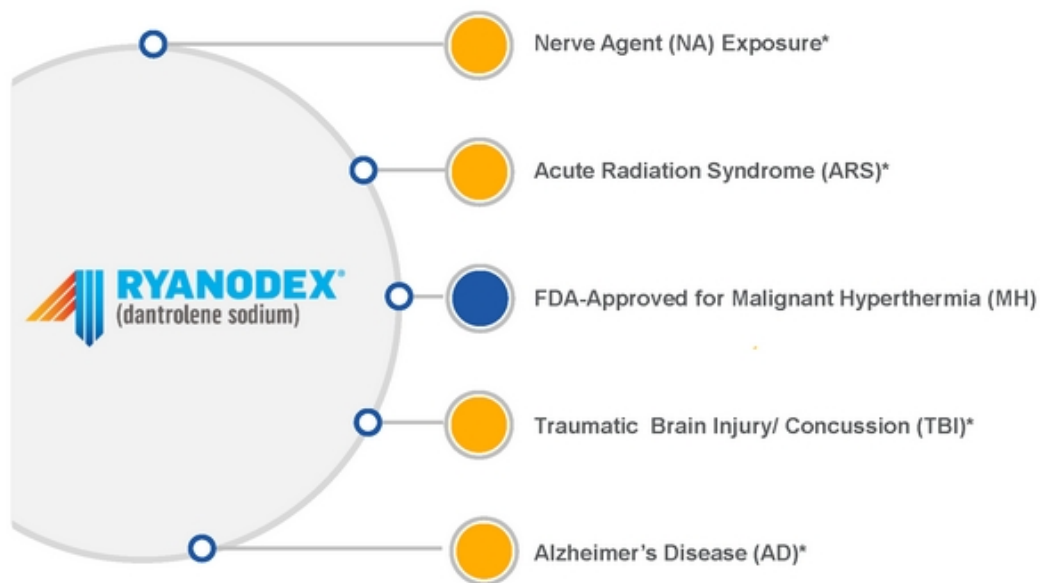 Nerve Agent (NA) Exposure*
Acute Radiation Syndrome (ARS)*
RYANODEX®
(dantrolene sodium)
FDA-Approved for Malignant Hyperthermia (MH)
Traumatic Brain Injury/ Concussion (TBI)*
Alzheimer's Disease (AD)*